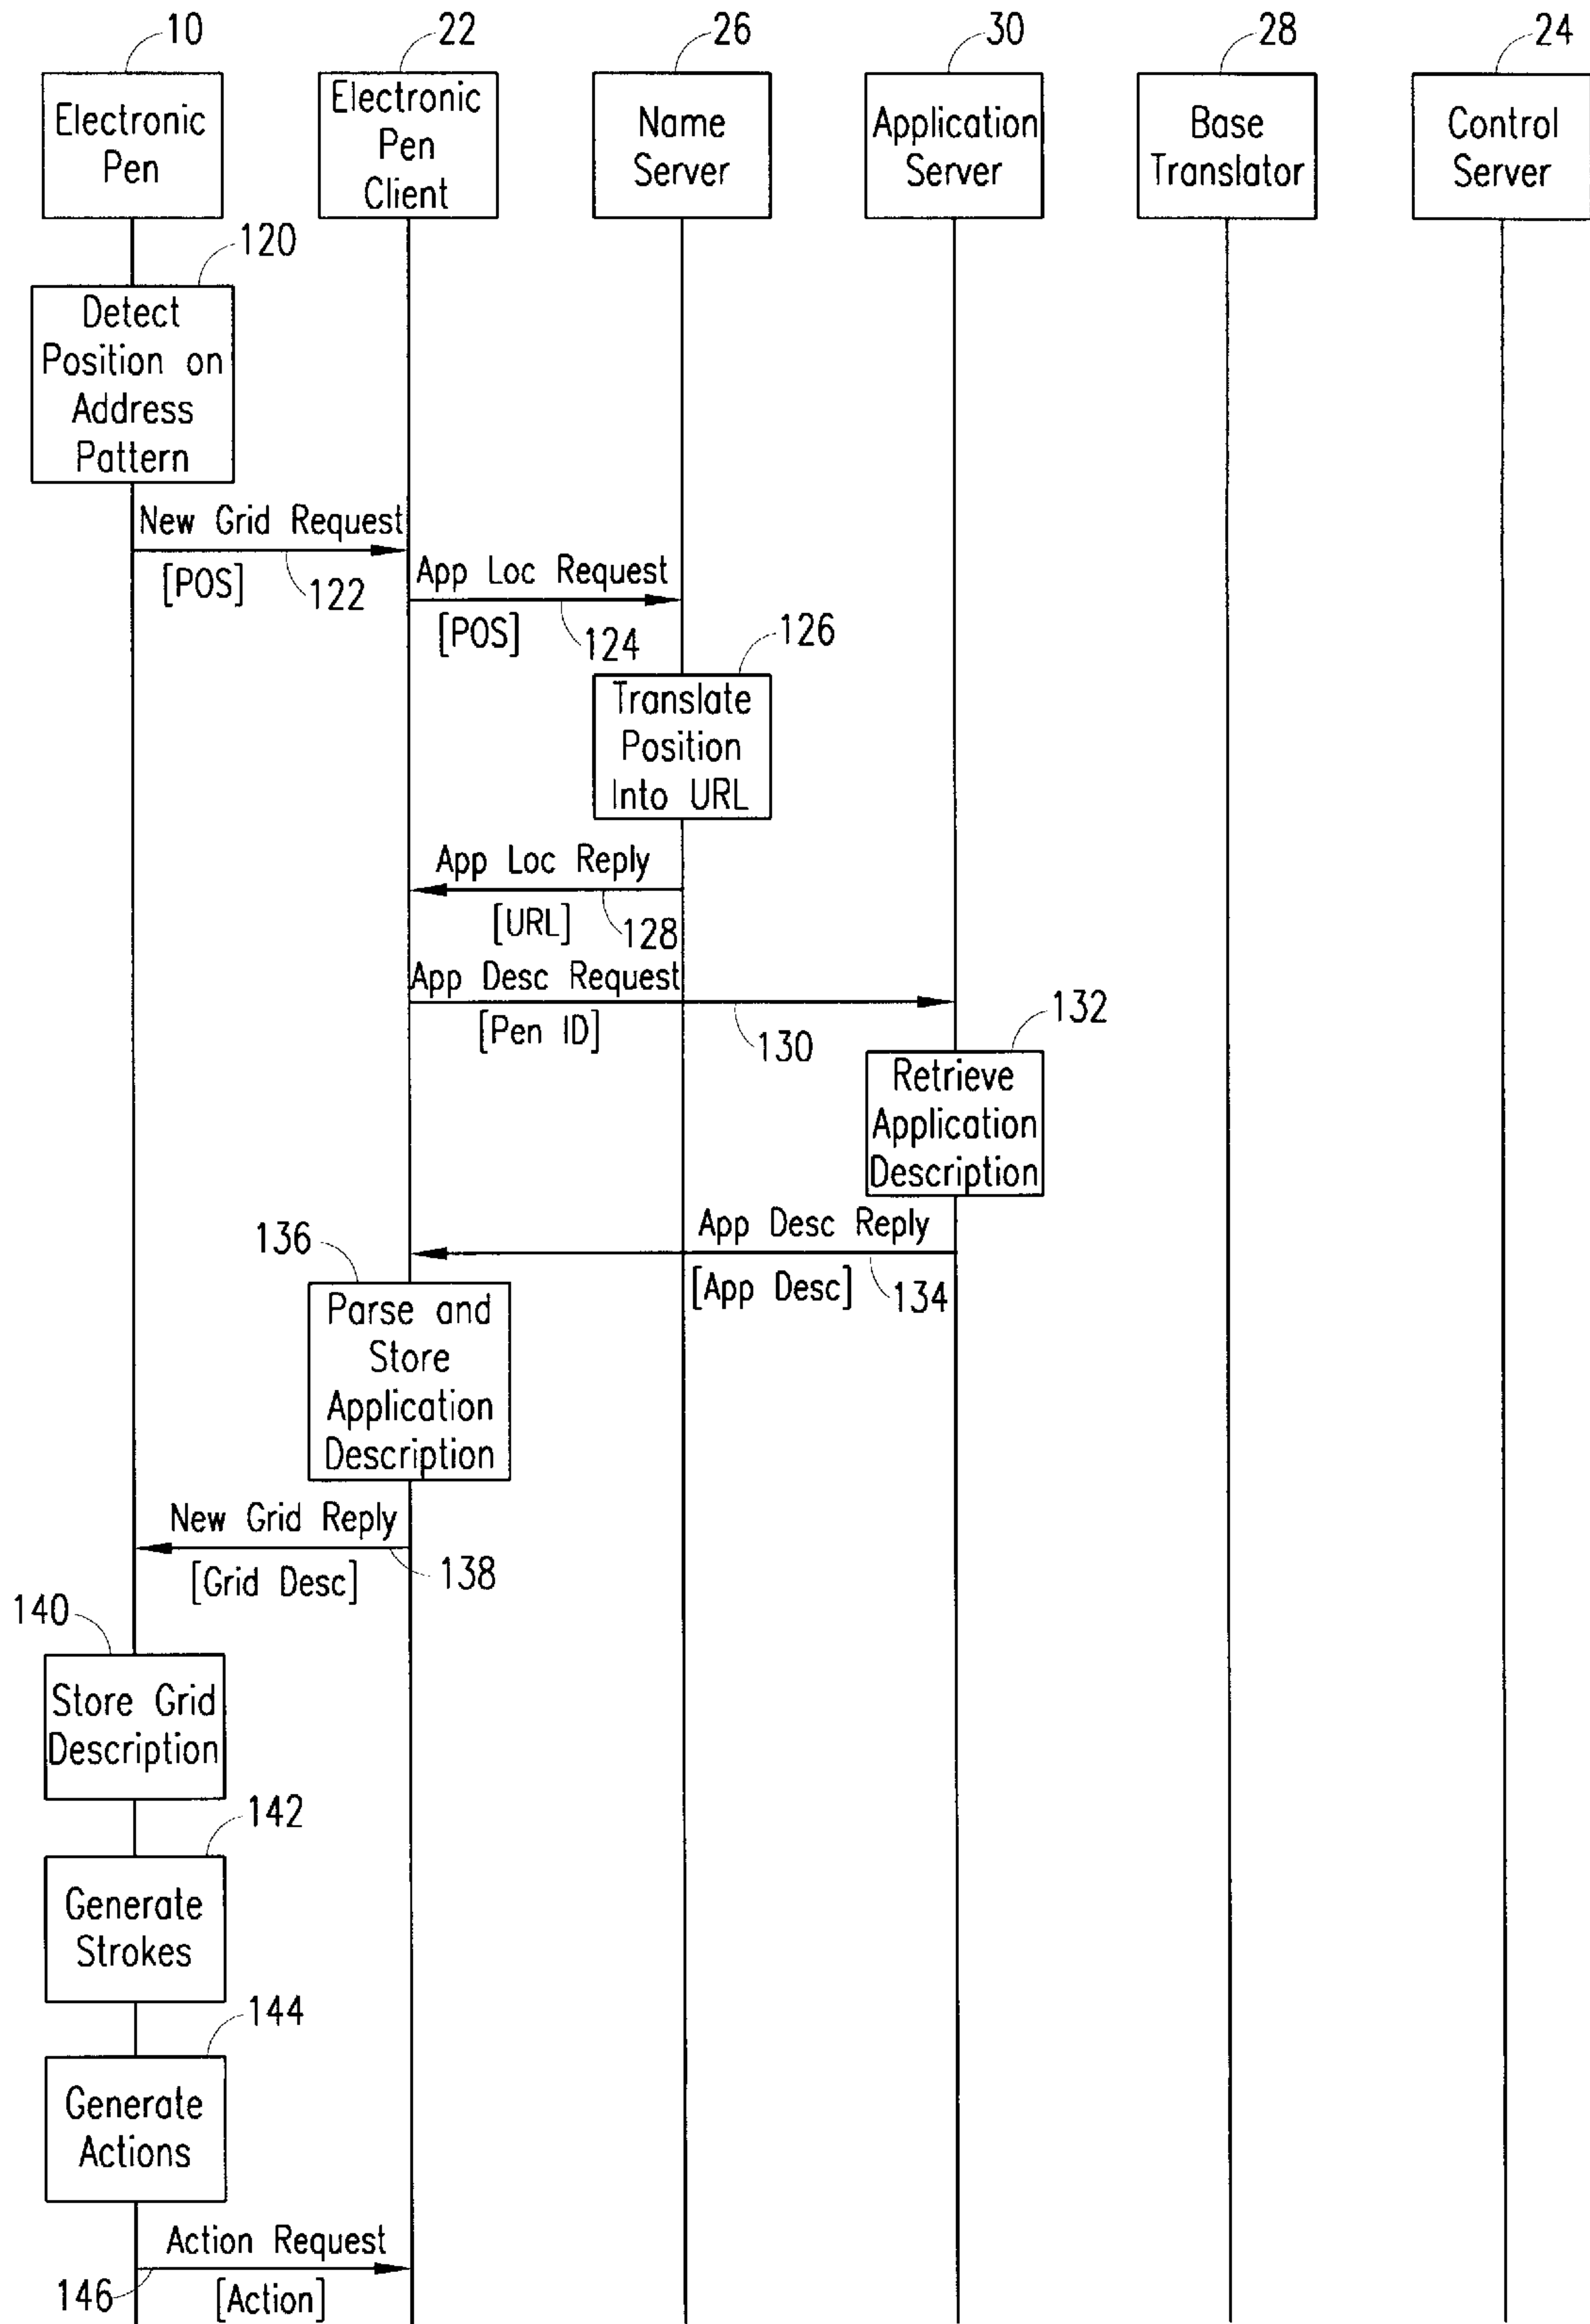 10
22
26
30
28
24
Electronic
Pen
Electronic
Pen
Client
Name
Server
Application
Server
Base
Translator
Control
Server
120
Detect
Position on
Address
Pattern
New Grid Request
[POS]
122
App Loc Request
[POS]
124
126
Translate
Position
Into URL
App Loc Reply
[URL]
128
App Desc Request
[Pen ID]
130
132
Retrieve
Application
Description
App Desc Reply
[App Desc]
134
136
Parse and
Store
Application
Description
New Grid Reply
[Grid Desc]
138
140
Store Grid
Description
142
Generate
Strokes
144
Generate
Actions
Action Request
146
[Action]